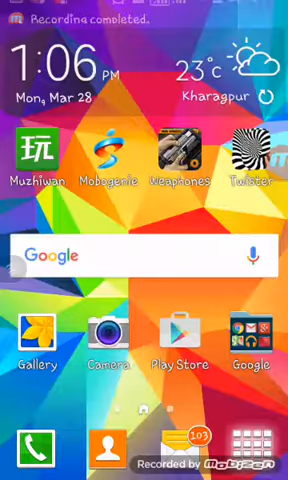 Recording completed.
1:06 PM
23°c
Mon, Mar 28
Kharagpur
玩
Muzhiwan
Mobogenie
Weaphones
Twister
Google
Gallery
Camera
Play Store
Google
103
Recorded by Mobizen